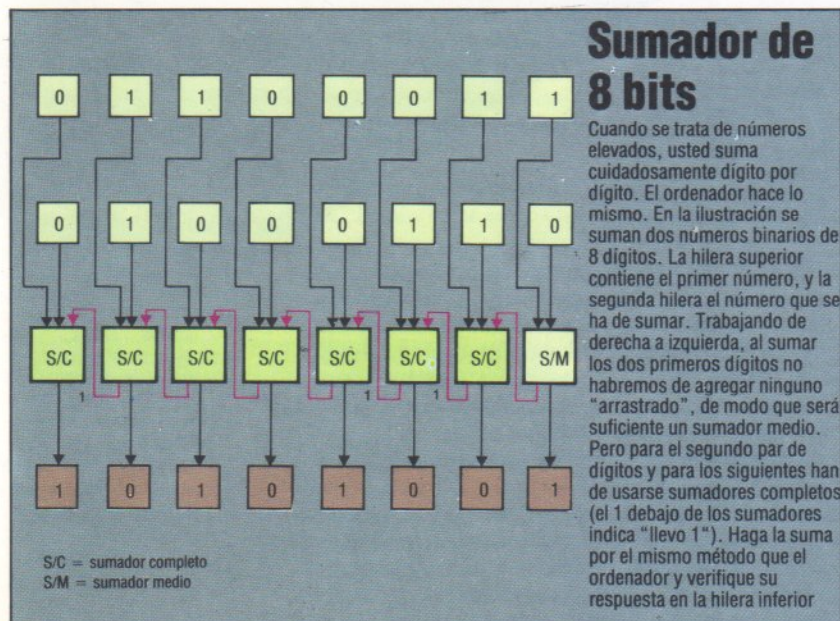 Sumador de
8 bits
Cuando se trata de números
elevados, usted suma
cuidadosamente dígito por
dígito. El ordenador hace lo
mismo. En la ilustración se
suman dos números binarios de
8 dígitos. La hilera superior
contiene el primer número, y la
segunda hilera el número que se
ha de sumar. Trabajando de
derecha a izquierda, al sumar
los dos primeros dígitos no
habremos de agregar ninguno
"arrastrado", de modo que será
suficiente un sumador medio.
Pero para el segundo par de
dígitos y para los siguientes han
de usarse sumadores completos
(el 1 debajo de los sumadores
indica "llevo 1"). Haga la suma
por el mismo método que el
ordenador y verifique su
respuesta en la hilera inferior
0 1 1 0 0 0 1 1
0 1 0 0 0 1 1 0
S/C S/C S/C S/C S/C S/C S/C S/M
1 1 1
1 0 1 0 1 0 0 1
S/C = sumador completo
S/M = sumador medio